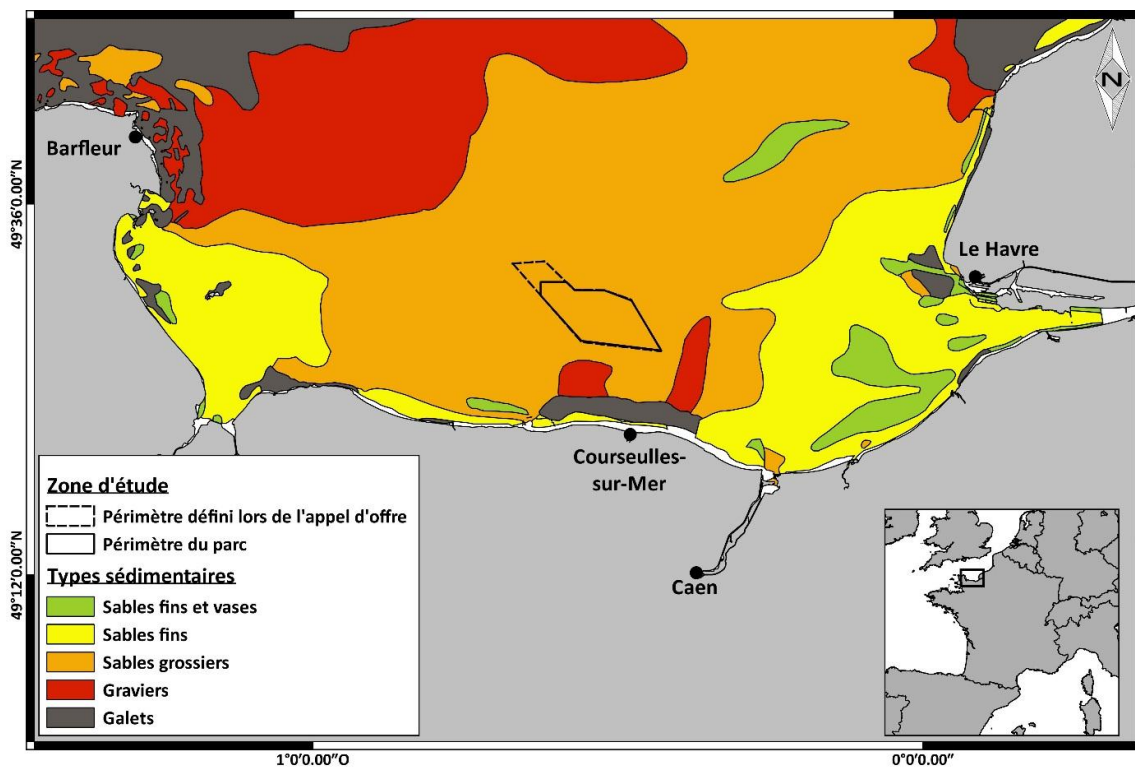 N
Barfleur
49°36'0.00"N
Le Havre
Courseulles-
sur-Mer
Caen
49°12'0.00"N
Zone d'étude
Périmètre défini lors de l'appel d'offre
Périmètre du parc
Types sédimentaires
Sables fins et vases
Sables fins
Sables grossiers
Graviers
Galets
1°0'0.00"O
0°0'0.00"